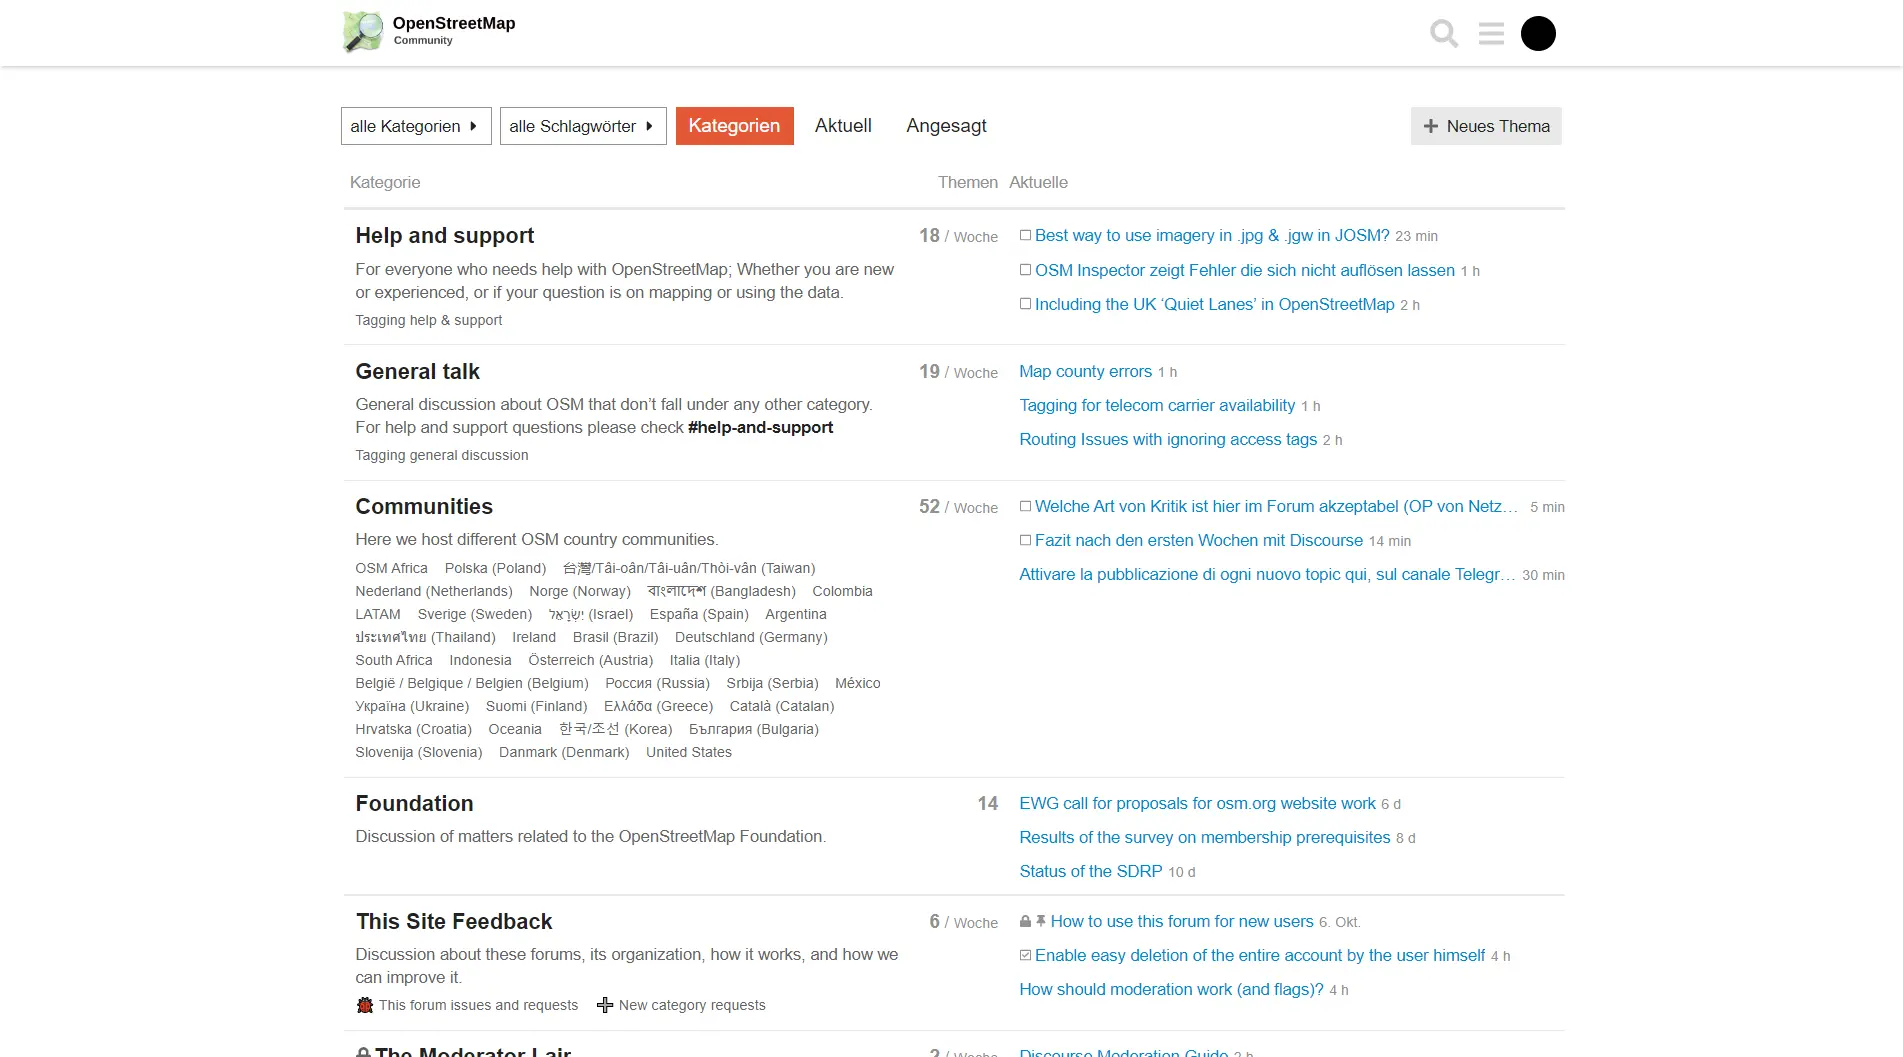 OpenStreetMap
Community
alle Kategorien
alle Schlagwörter
Kategorien
Aktuell
Angesagt
Neues Thema
Kategorie
Themen
Aktuelle
Help and support
18 / Woche
For everyone who needs help with OpenStreetMap; Whether you are new
or experienced, or if your question is on mapping or using the data.
Tagging help & support
Best way to use imagery in .jpg & .jgw in JOSM? 23 min
OSM Inspector zeigt Fehler die sich nicht auflösen lassen 1 h
Including the UK ‘Quiet Lanes’ in OpenStreetMap 2 h
General talk
19 / Woche
General discussion about OSM that don’t fall under any other category.
For help and support questions please check #help-and-support
Tagging general discussion
Map county errors 1 h
Tagging for telecom carrier availability 1 h
Routing Issues with ignoring access tags 2 h
Communities
52 / Woche
Here we host different OSM country communities.
OSM Africa Polska (Poland) 台灣/Tâi-oân/Tâi-uân/Thòi-vân (Taiwan)
Nederland (Netherlands) Norge (Norway) বাংলাদেশ (Bangladesh) Colombia
LATAM Sverige (Sweden) יִשְׂרָאֵל (Israel) España (Spain) Argentina
ประเทศไทย (Thailand) Ireland Brasil (Brazil) Deutschland (Germany)
South Africa Indonesia Österreich (Austria) Italia (Italy)
België / Belgique / Belgien (Belgium) Россия (Russia) Srbija (Serbia) México
Україна (Ukraine) Suomi (Finland) Ελλάδα (Greece) Català (Catalan)
Hrvatska (Croatia) Oceania 한국/조선 (Korea) България (Bulgaria)
Slovenija (Slovenia) Danmark (Denmark) United States
Welche Art von Kritik ist hier im Forum akzeptabel (OP von Netz… 5 min
Fazit nach den ersten Wochen mit Discourse 14 min
Attivare la pubblicazione di ogni nuovo topic qui, sul canale Telegr… 30 min
Foundation
14
Discussion of matters related to the OpenStreetMap Foundation.
EWG call for proposals for osm.org website work 6 d
Results of the survey on membership prerequisites 8 d
Status of the SDRP 10 d
This Site Feedback
6 / Woche
Discussion about these forums, its organization, how it works, and how we
can improve it.
This forum issues and requests New category requests
How to use this forum for new users 6. Okt.
Enable easy deletion of the entire account by the user himself 4 h
How should moderation work (and flags)? 4 h
The Moderator Lair
2 / Woche
Discourse Moderation Guide 2 h